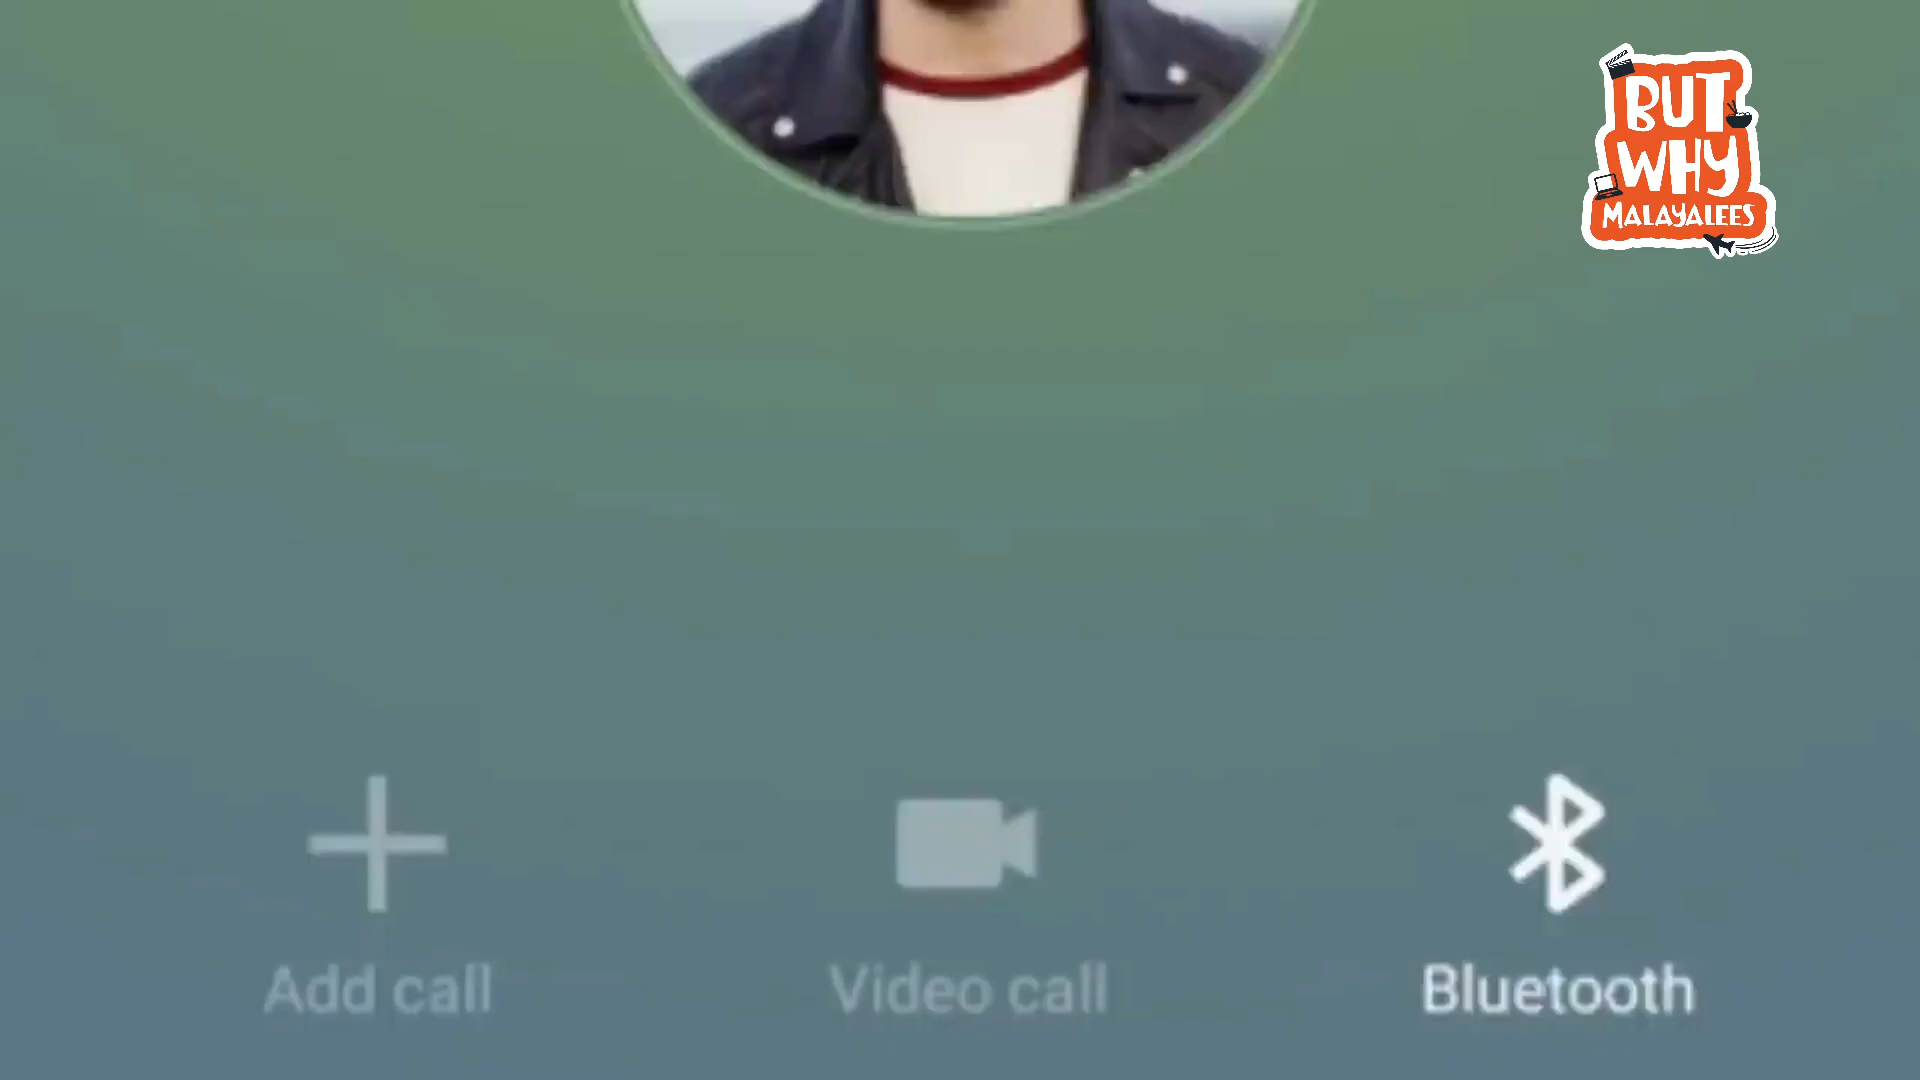 BUT
WHY
MALAYALEES
Add call
Video call
Bluetooth